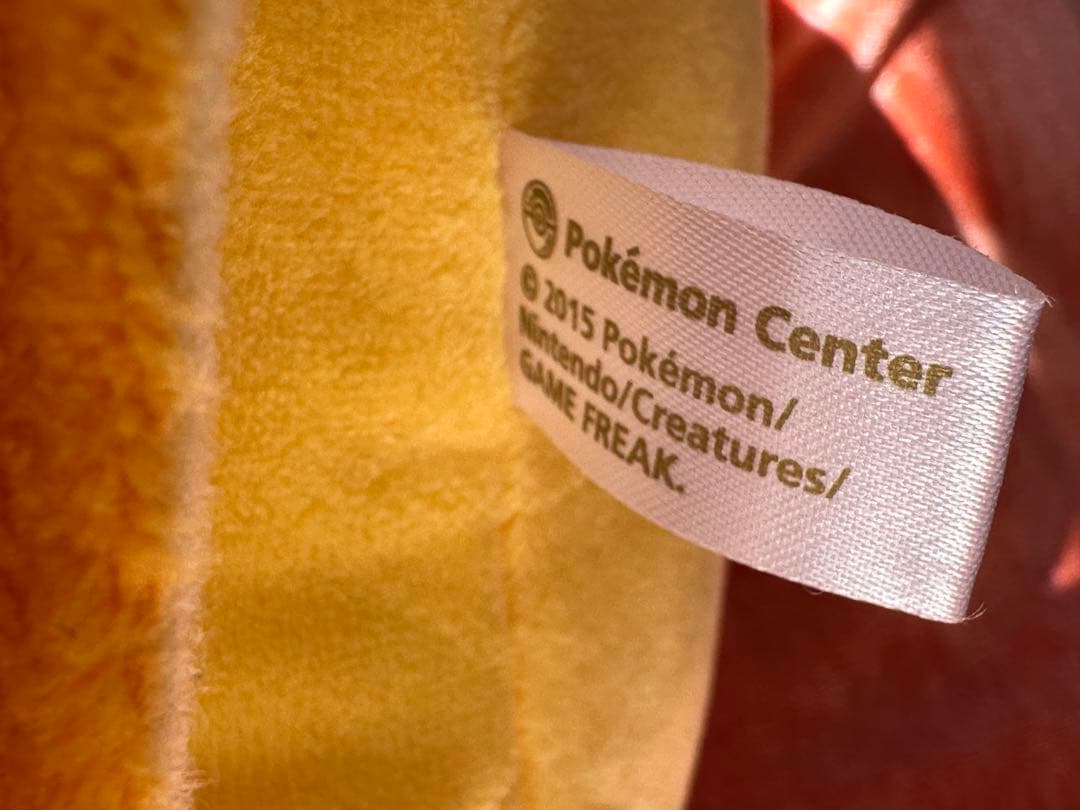 Pokémon Center
© 2015 Pokémon/
Nintendo/Creatures/
GAME FREAK.